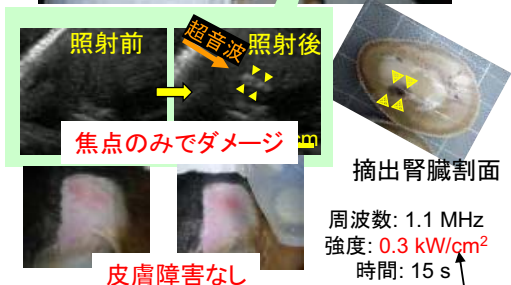 照射前
超音波
照射後
cm
焦点のみでダメージ
摘出腎臓割面
周波数: 1.1 MHz
強度: 0.3 kW/cm²
時間: 15 s
皮膚障害なし